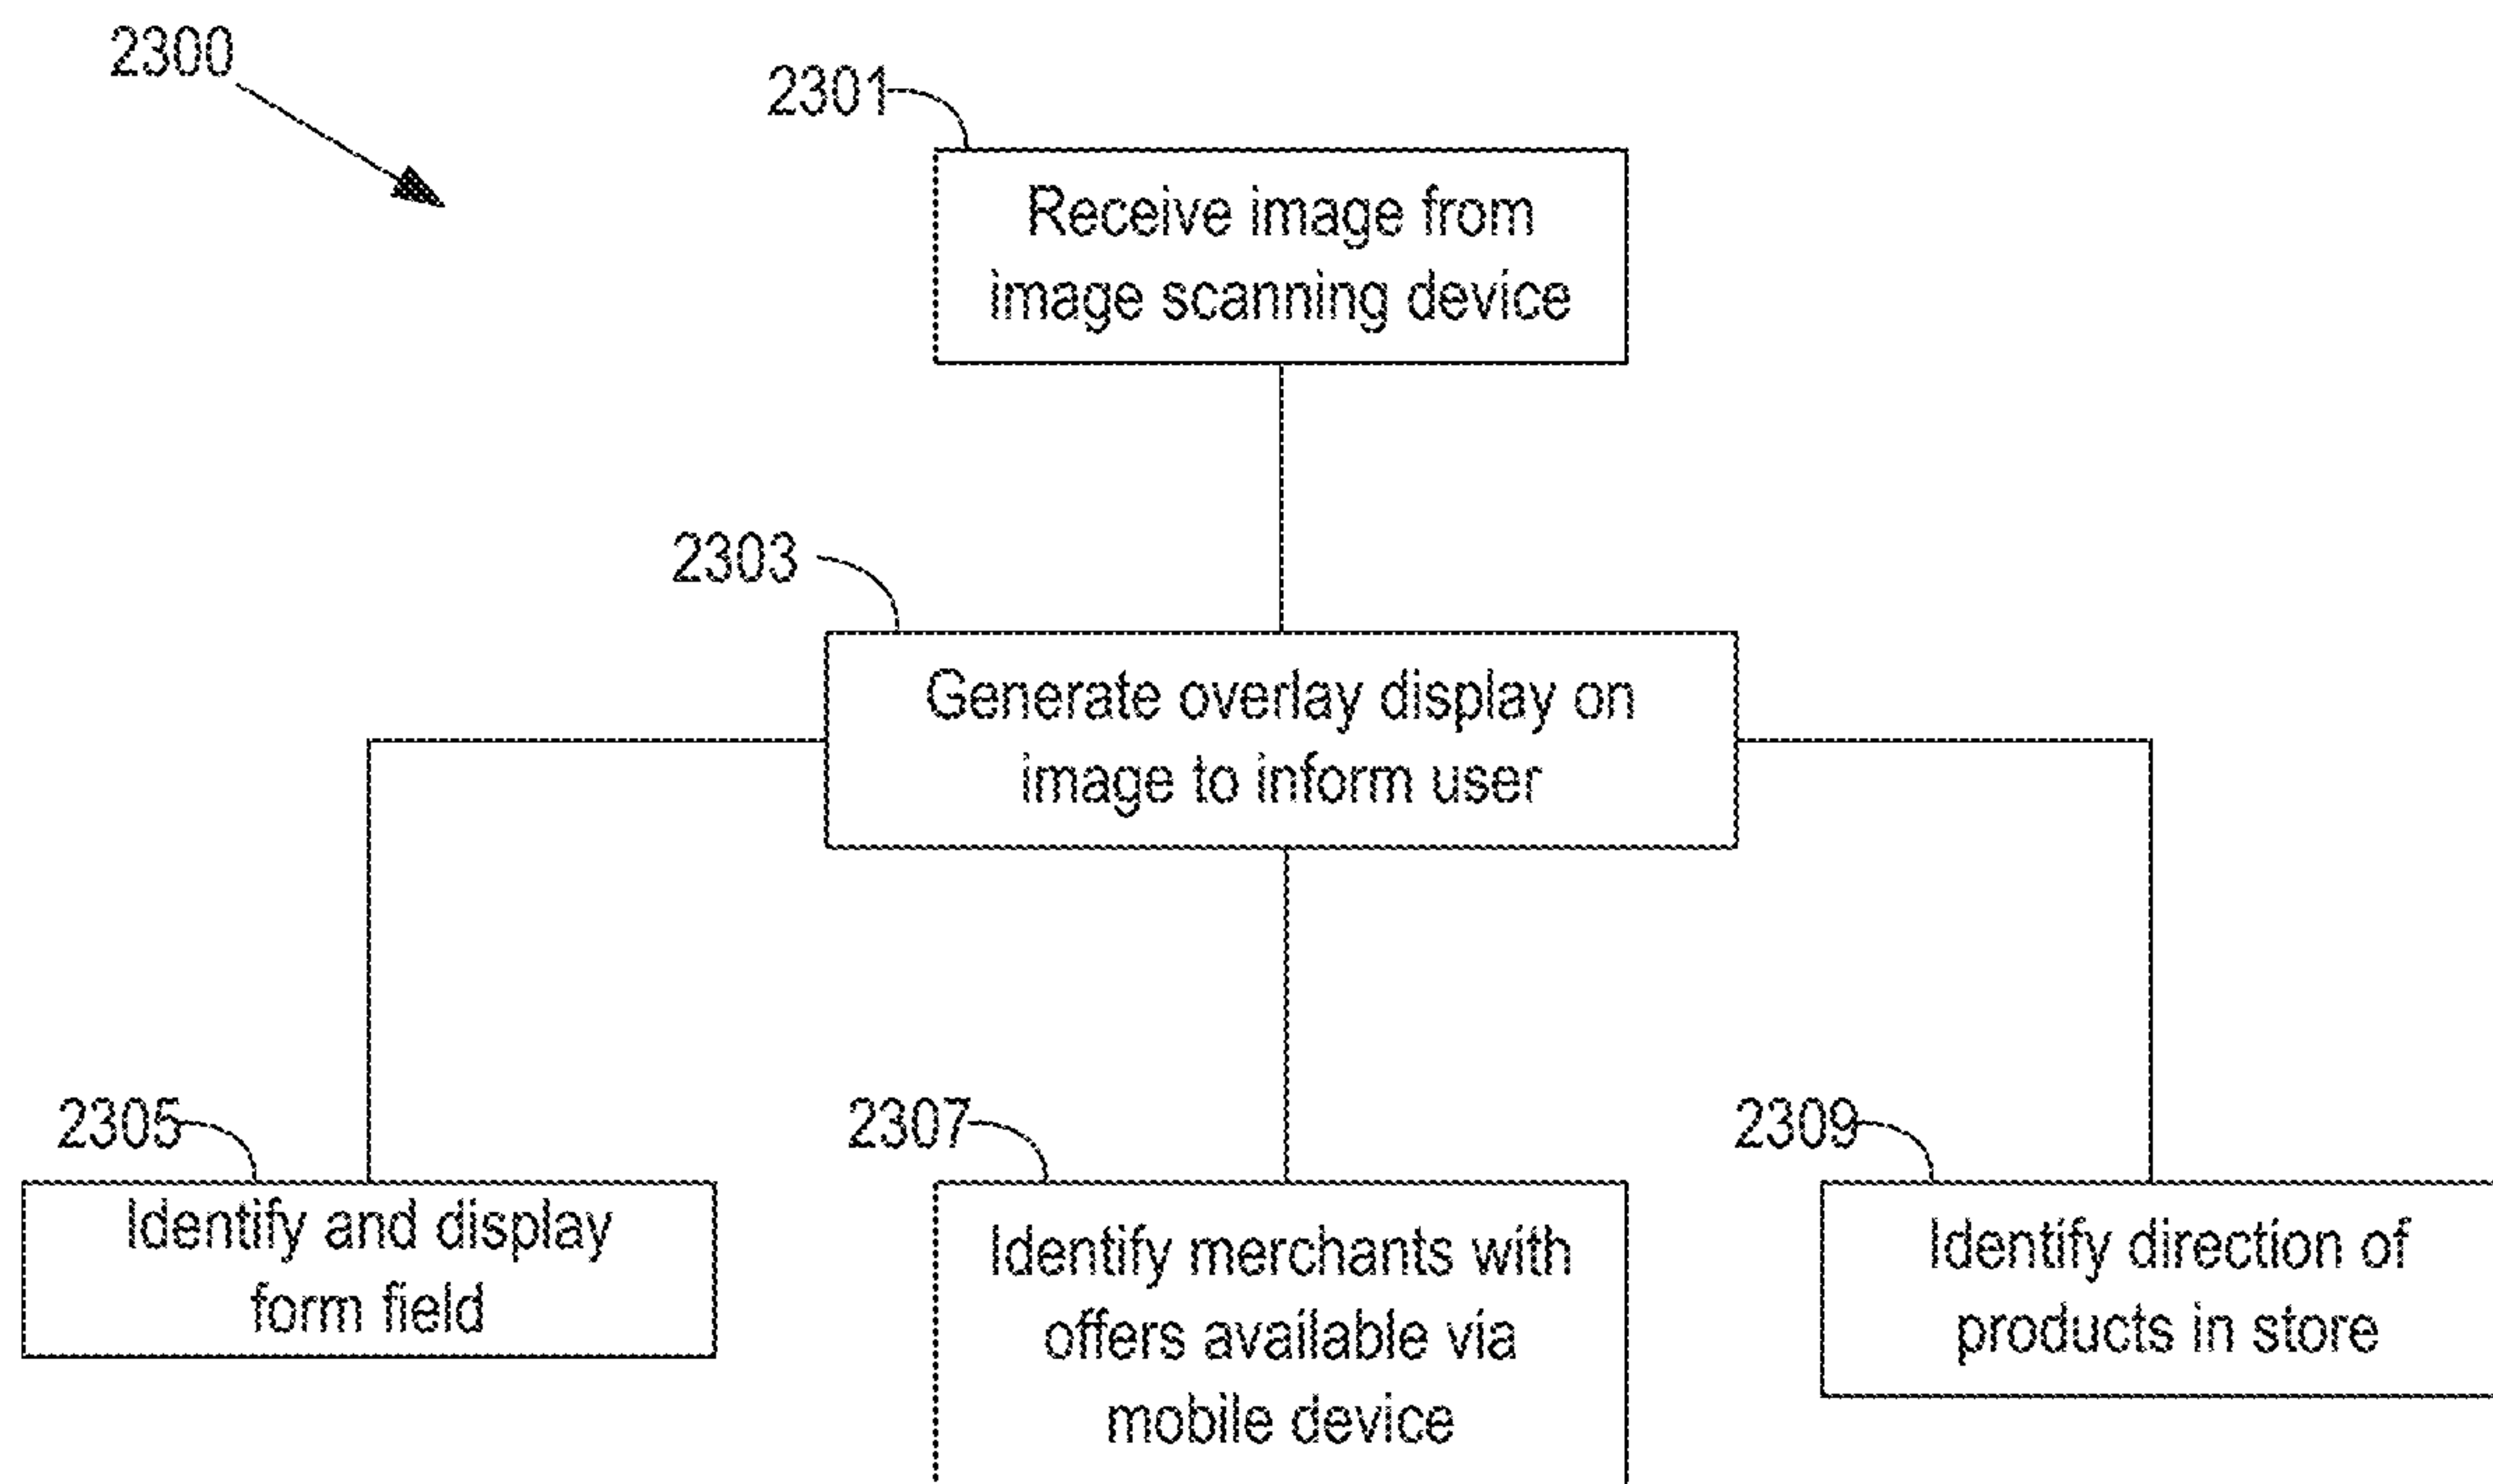 2300
2301
Receive image from
image scanning device
2303
Generate overlay display on
image to inform user
2305
Identify and display
form field
2307
Identify merchants with
offers available via
mobile device
2309
Identify direction of
products in store